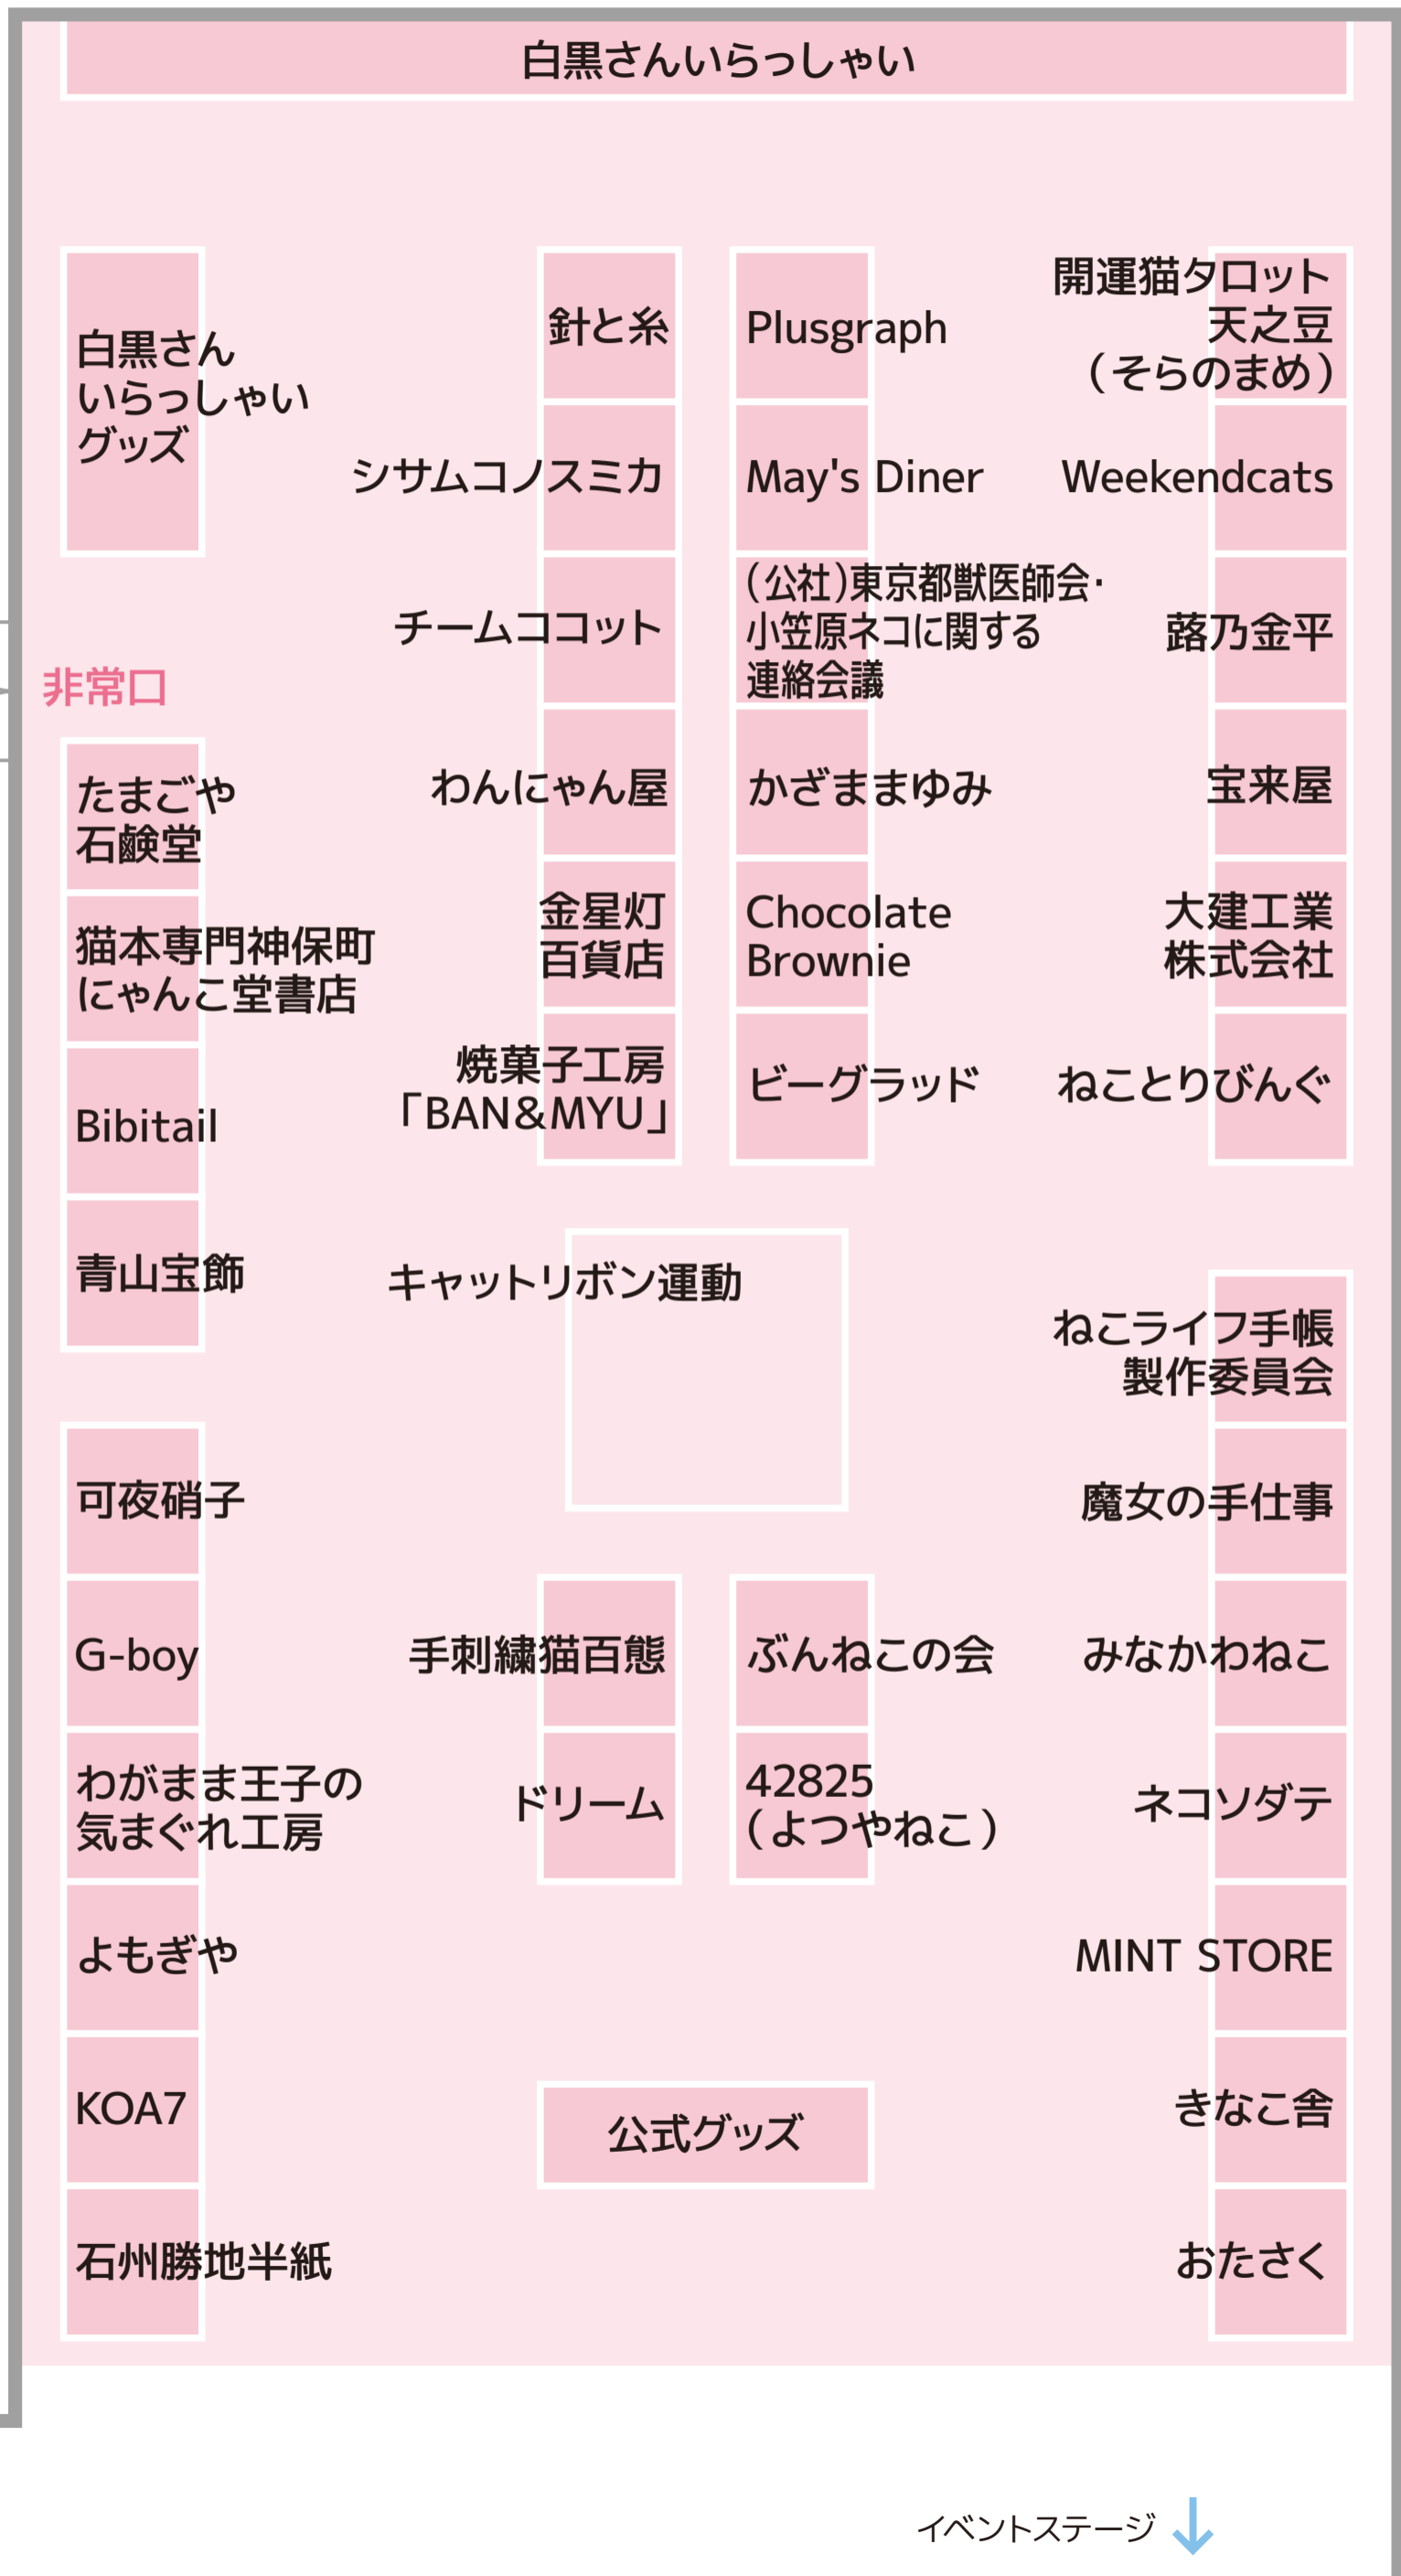 白黒さんいらっしゃい
白黒さん
いらっしゃい
グッズ
非常口
たまごや
石鹸堂
猫本専門神保町
にゃんこ堂書店
Bibitail
青山宝飾
可夜硝子
G-boy
わがまま王子の
気まぐれ工房
よもぎや
KOA7
石州勝地半紙
針と糸
シサムコノスミカ
チームココット
わんにゃん屋
金星灯
百貨店
焼菓子工房
「BAN&MYU」
Plusgraph
May's Diner
（公社）東京都獣医師会・
小笠原ネコに関する
連絡会議
かざままゆみ
Chocolate
Brownie
ビーグラッド
キャットリボン運動
手刺繍猫百態
ドリーム
ぶんねこの会
42825
（よつやねこ）
公式グッズ
開運猫タロット
天之豆
（そらのまめ）
Weekendcats
蕗乃金平
宝来屋
大建工業
株式会社
ねことりびんぐ
ねこライフ手帳
製作委員会
魔女の手仕事
みなかわねこ
ネコソダテ
MINT STORE
きなこ舎
おたさく
イベントステージ ↓